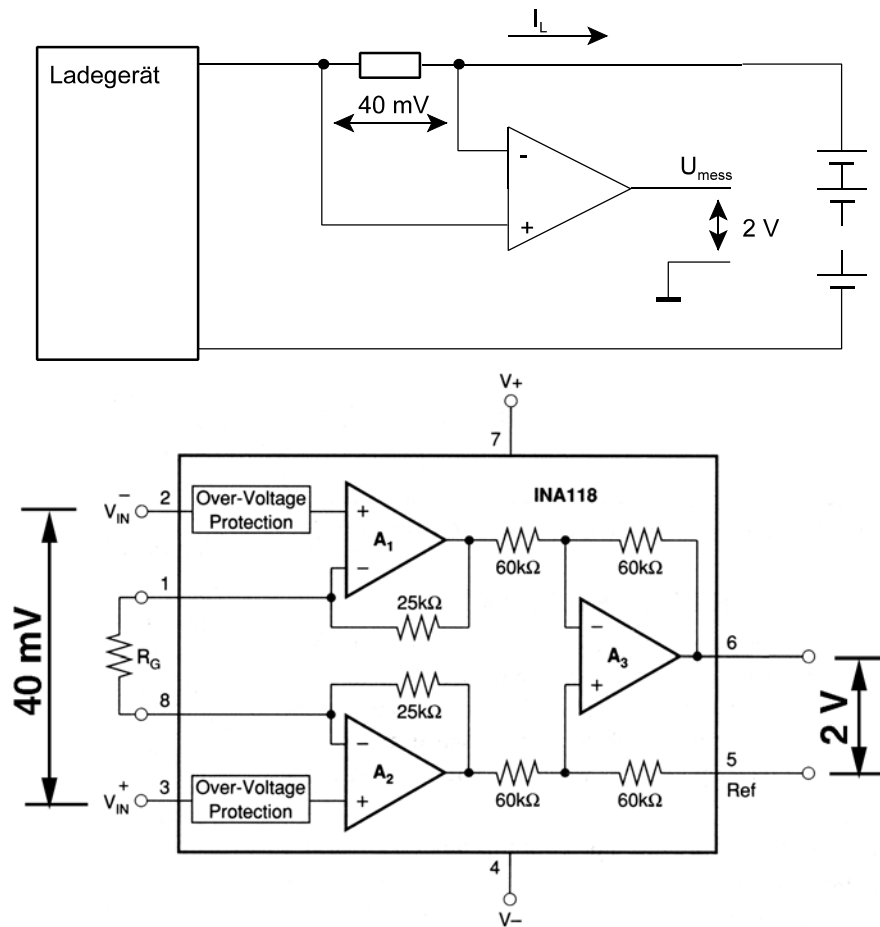 I_L
Ladegerät
40 mV
-
U_mess
+
2 V
V+
7
INA118
V_IN^– 2 Over-Voltage Protection + A_1 60kΩ 60kΩ
1 – 25kΩ
R_G
40 mV
– A_3 6
+
8 25kΩ
2 V
– A_2 5
V_IN^+ 3 Over-Voltage Protection + 60kΩ 60kΩ Ref
4
V–